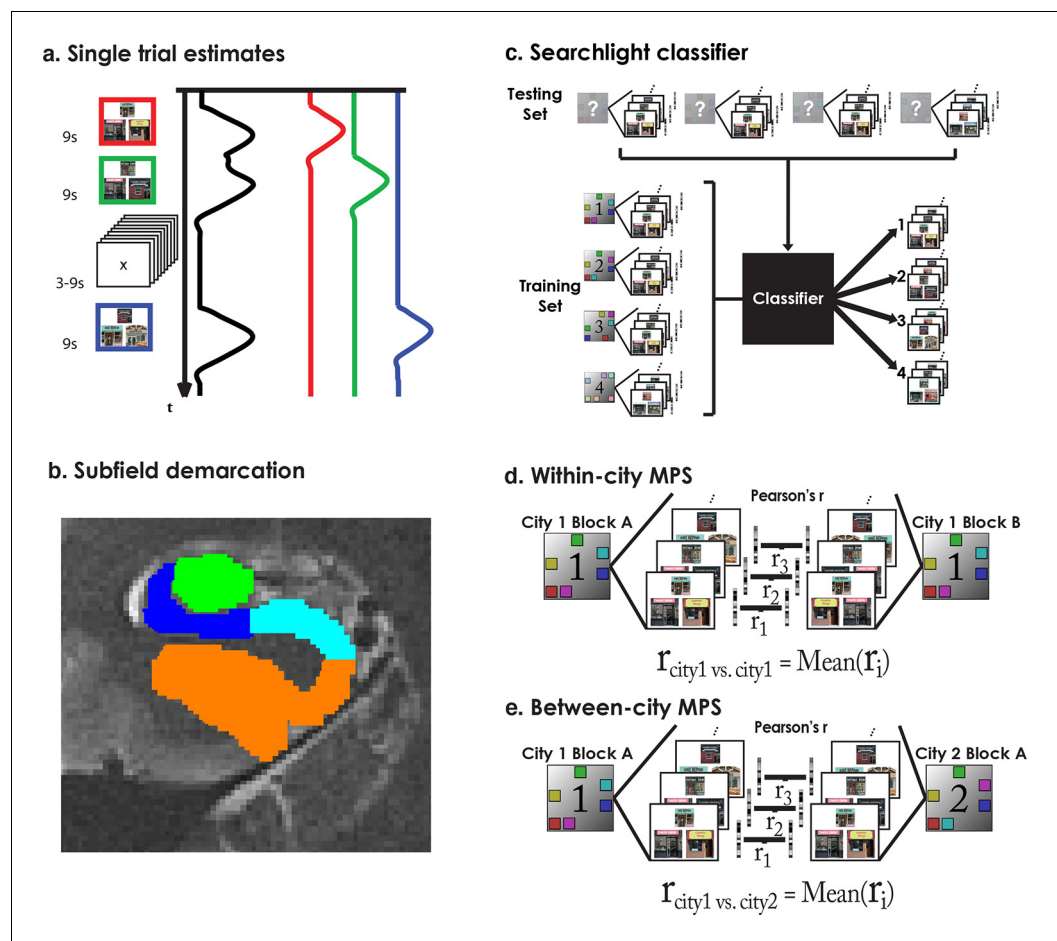 a. Single trial estimates
9s
9s
x
3-9s
9s
t
b. Subfield demarcation
c. Searchlight classifier
Testing
Set
? ? ? ?
Training
Set
1
2
3
4
Classifier
1
2
3
4
d. Within-city MPS
Pearson's r
City 1 Block A
City 1 Block B
1
1
r3
r2
r1
rcity1 vs. city1 = Mean(ri)
e. Between-city MPS
Pearson's r
City 1 Block A
City 2 Block A
1
2
r3
r2
r1
rcity1 vs. city2 = Mean(ri)